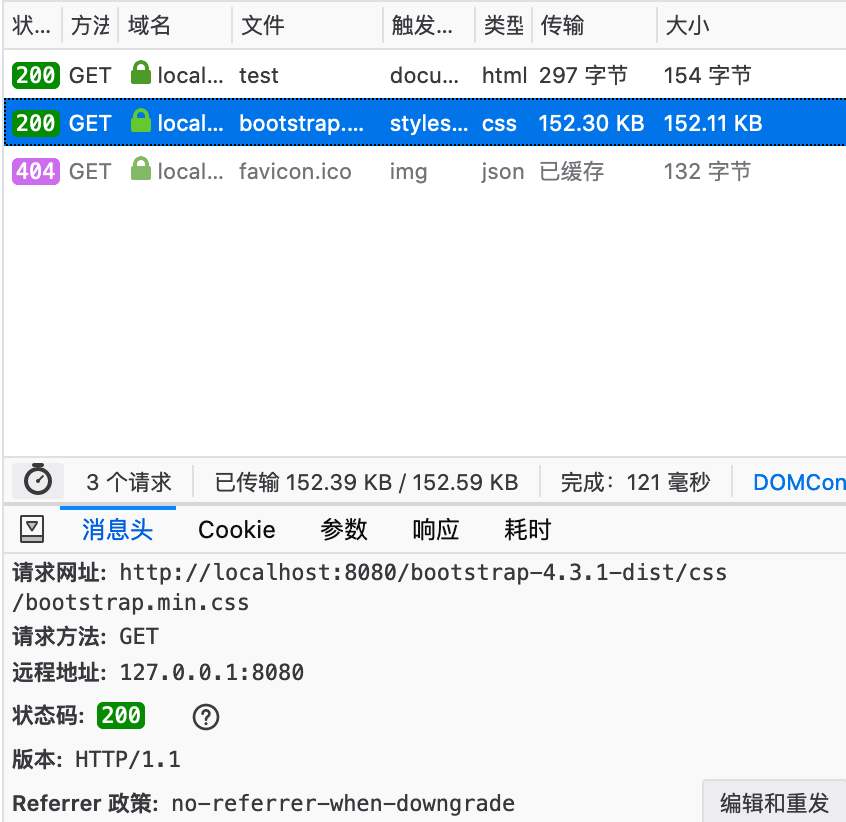 状... 方法 域名 文件 触发... 类型 传输 大小
200 GET local... test docu... html 297 字节 154 字节
200 GET local... bootstrap.... styles... css 152.30 KB 152.11 KB
404 GET local... favicon.ico img json 已缓存 132 字节
3 个请求 已传输 152.39 KB / 152.59 KB 完成：121 毫秒 DOMCon
消息头 Cookie 参数 响应 耗时
请求网址: http://localhost:8080/bootstrap-4.3.1-dist/css
/bootstrap.min.css
请求方法: GET
远程地址: 127.0.0.1:8080
状态码: 200 ?
版本: HTTP/1.1
Referrer 政策: no-referrer-when-downgrade 编辑和重发